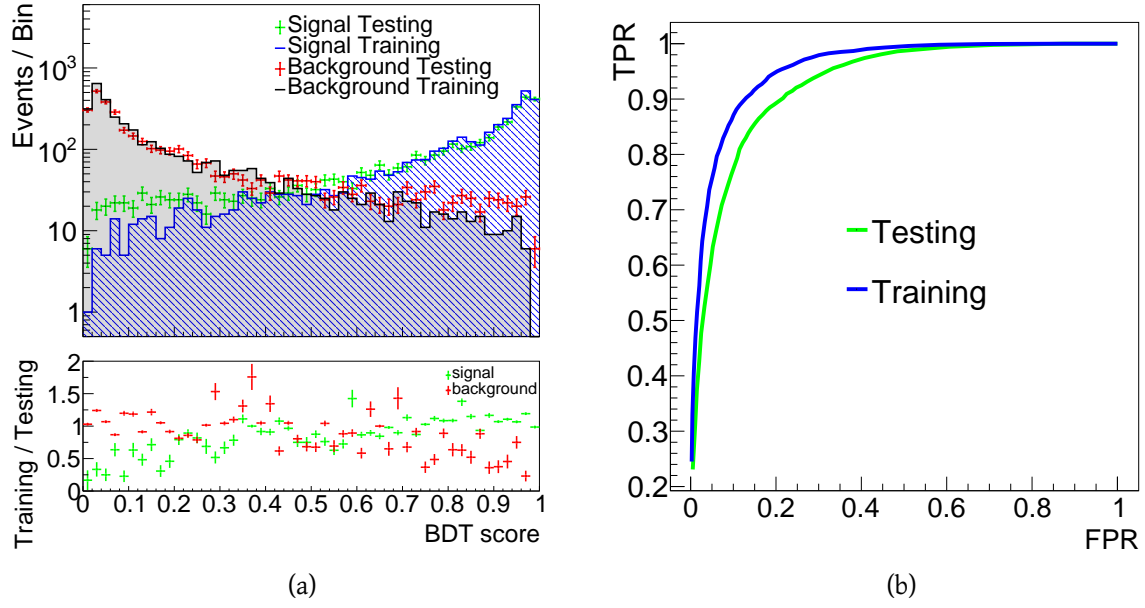 Events / Bin
10³
10²
10
1
Signal Testing
Signal Training
Background Testing
Background Training
Training / Testing
2
1.5
1
0.5
0
signal
background
0 0.1 0.2 0.3 0.4 0.5 0.6 0.7 0.8 0.9 1
BDT score
(a)
TPR
1
0.9
0.8
0.7
0.6
0.5
0.4
0.3
0.2
Testing
Training
0 0.2 0.4 0.6 0.8 1
FPR
(b)